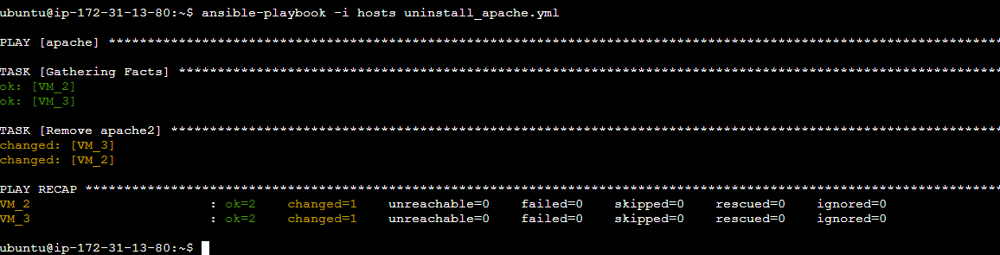 ubuntu@ip-172-31-13-80:~$ ansible-playbook -i hosts uninstall_apache.yml
PLAY [apache] ******************************************************************************************************************
TASK [Gathering Facts] *********************************************************************************************************
ok: [VM_2]
ok: [VM_3]
TASK [Remove apache2] **********************************************************************************************************
changed: [VM_3]
changed: [VM_2]
PLAY RECAP *********************************************************************************************************************
VM_2                       : ok=2    changed=1    unreachable=0    failed=0    skipped=0    rescued=0    ignored=0
VM_3                       : ok=2    changed=1    unreachable=0    failed=0    skipped=0    rescued=0    ignored=0
ubuntu@ip-172-31-13-80:~$